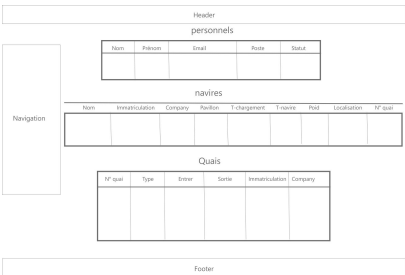 Header
personnels
Nom Prénom Email Poste Statut
navires
Nom Immatriculation Company Pavillon T-chargement T-navire Poid Localisation N° quai
Navigation
Quais
N° quai Type Entrer Sortie Immatriculation Company
Footer